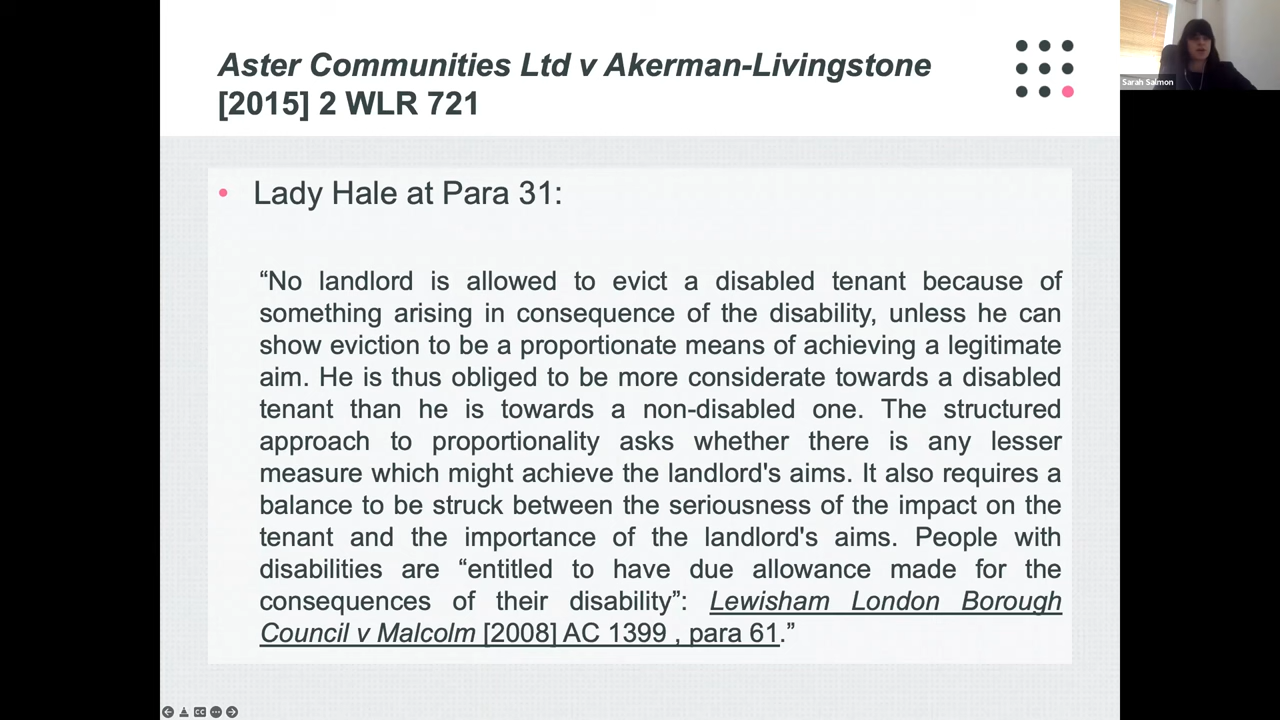 Aster Communities Ltd v Akerman-Livingstone
[2015] 2 WLR 721
Sarah Salmon
• Lady Hale at Para 31:
“No landlord is allowed to evict a disabled tenant because of
something arising in consequence of the disability, unless he can
show eviction to be a proportionate means of achieving a legitimate
aim. He is thus obliged to be more considerate towards a disabled
tenant than he is towards a non-disabled one. The structured
approach to proportionality asks whether there is any lesser
measure which might achieve the landlord's aims. It also requires a
balance to be struck between the seriousness of the impact on the
tenant and the importance of the landlord's aims. People with
disabilities are “entitled to have due allowance made for the
consequences of their disability”: Lewisham London Borough
Council v Malcolm [2008] AC 1399 , para 61.”
CC